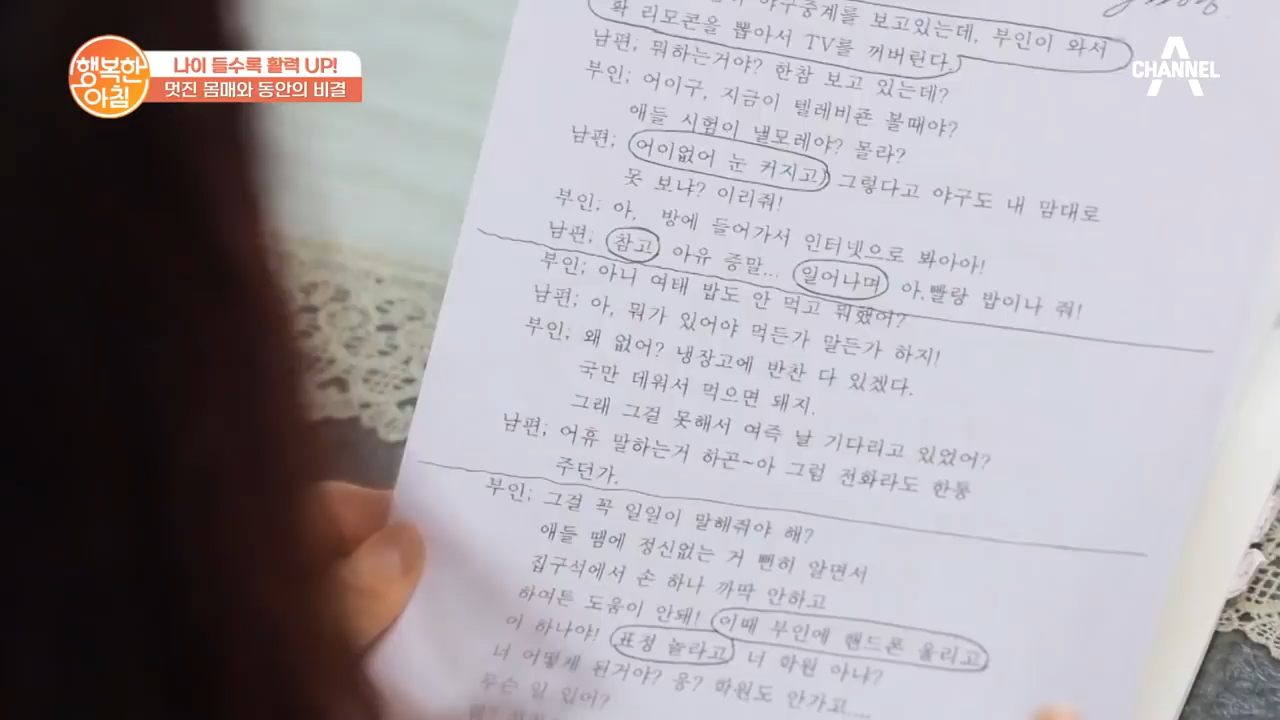 행복한
아침
나이 들수록 활력 UP!
멋진 몸매와 동안의 비결
CHANNEL A
야구중계를 보고있는데, 부인이 와서
확 리모콘을 뽑아서 TV를 꺼버린다.
남편; 뭐하는거야? 한참 보고 있는데?
부인; 어이구, 지금이 텔레비죤 볼때야?
애들 시험이 낼모레야? 몰라?
남편; 어이없어 눈 커지고 그렇다고 야구도 내 맘대로
못 보냐? 이리줘!
부인; 아, 방에 들어가서 인터넷으로 봐아아!
남편; 참고 아유 증말... 일어나며 아,빨랑 밥이나 줘!
부인; 아니 여태 밥도 안 먹고 뭐했어?
남편; 아, 뭐가 있어야 먹든가 말든가 하지!
부인; 왜 없어? 냉장고에 반찬 다 있겠다.
국만 데워서 먹으면 돼지.
그래 그걸 못해서 여즉 날 기다리고 있었어?
남편; 어휴 말하는거 하곤~아 그럼 전화라도 한통
주던가.
부인; 그걸 꼭 일일이 말해줘야 해?
애들 땜에 정신없는 거 뻔히 알면서
집구석에서 손 하나 까딱 안하고
하여튼 도움이 안돼! 이때 부인에 핸드폰 울리고
이 하나야! 표정 놀라고 너 학원 아냐?
너 어떻게 된거야? 응? 학원도 안가고....
무슨 일 있어?